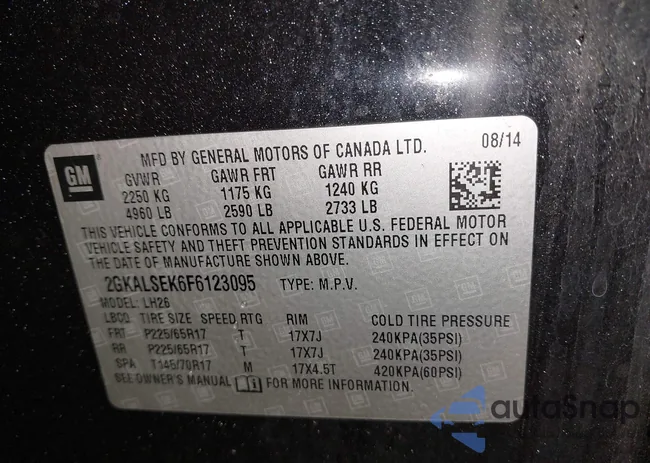 GM
MFD BY GENERAL MOTORS OF CANADA LTD. 08/14
GVWR GAWR FRT GAWR RR
2250 KG 1175 KG 1240 KG
4960 LB 2590 LB 2733 LB
THIS VEHICLE CONFORMS TO ALL APPLICABLE U.S. FEDERAL MOTOR
VEHICLE SAFETY AND THEFT PREVENTION STANDARDS IN EFFECT ON
THE DATE OF MANUFACTURE SHOWN ABOVE.
2GKALSEK6F6123095 TYPE: M.P.V.
MODEL: LH26
LBCO: TIRE SIZE SPEED RTG RIM COLD TIRE PRESSURE
FRT P225/65R17 T 17X7J 240KPA(35PSI)
RR P225/65R17 T 17X7J 240KPA(35PSI)
SPA T145/70R17 M 17X4.5T 420KPA(60PSI)
SEE OWNER'S MANUAL FOR MORE INFORMATION.
autoSnap